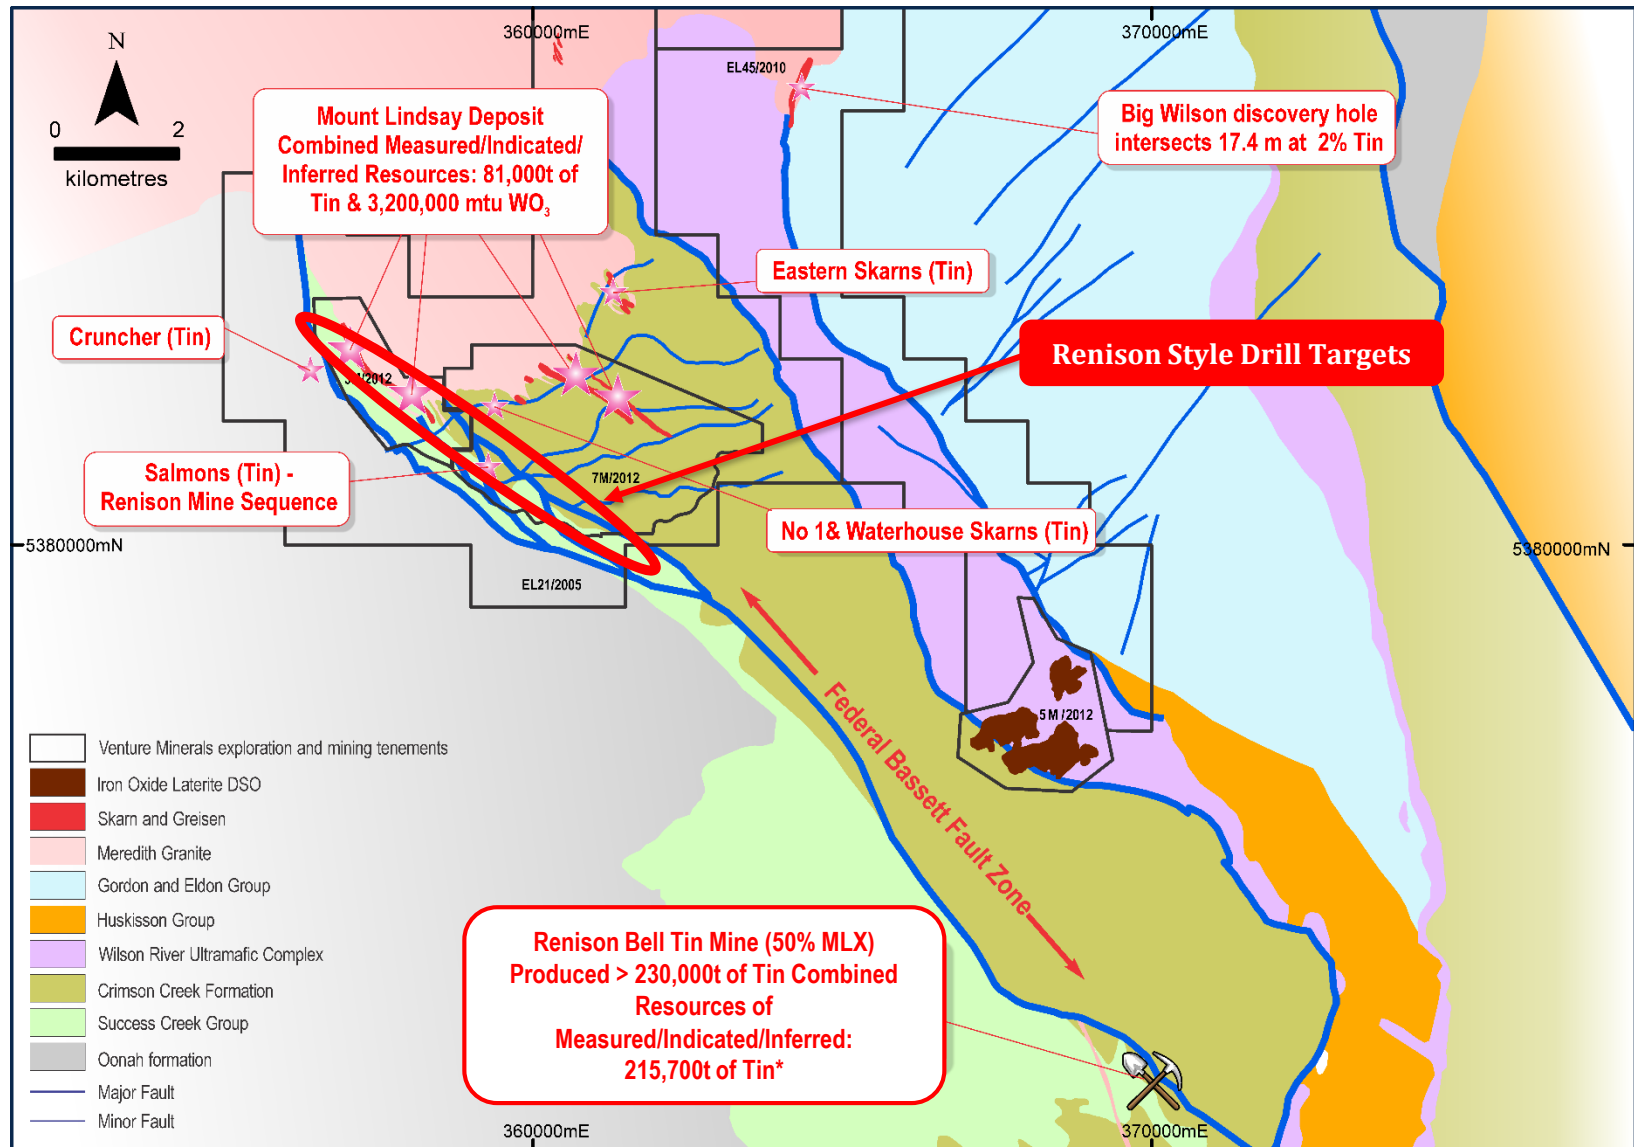 360000mE
370000mE
N
0 2
kilometres
EL45/2010
Mount Lindsay Deposit
Combined Measured/Indicated/
Inferred Resources: 81,000t of
Tin & 3,200,000 mtu WO₃
Big Wilson discovery hole
intersects 17.4 m at 2% Tin
Eastern Skarns (Tin)
Cruncher (Tin)
Renison Style Drill Targets
/2012
Salmons (Tin) -
Renison Mine Sequence
7M/2012
No 1& Waterhouse Skarns (Tin)
5380000mN
5380000mN
EL21/2005
Federal Bassett Fault Zone
5 M /2012
Venture Minerals exploration and mining tenements
Iron Oxide Laterite DSO
Skarn and Greisen
Meredith Granite
Gordon and Eldon Group
Huskisson Group
Wilson River Ultramafic Complex
Crimson Creek Formation
Success Creek Group
Oonah formation
Major Fault
Minor Fault
Renison Bell Tin Mine (50% MLX)
Produced > 230,000t of Tin Combined
Resources of
Measured/Indicated/Inferred:
215,700t of Tin*
360000mE
370000mE